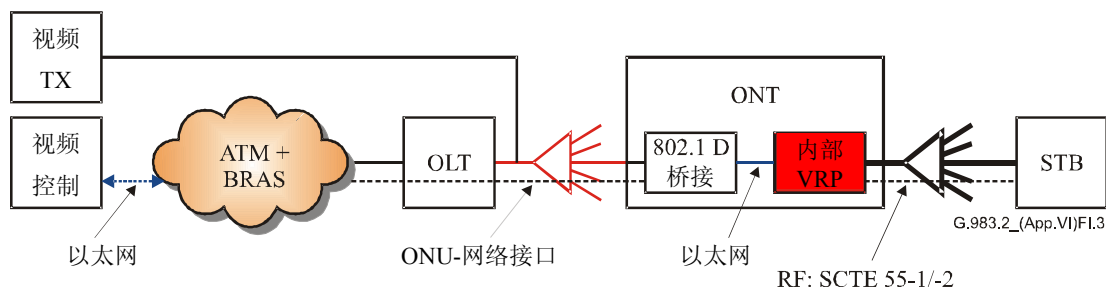 视频
TX
视频
控制
ATM +
BRAS
OLT
ONT
802.1 D
桥接
内部
VRP
STB
G.983.2_(App.VI)FI.3
以太网
ONU-网络接口
以太网
RF: SCTE 55-1/-2